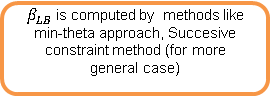 β_LB is computed by methods like
min-theta approach, Succesive
constraint method (for more
general case)